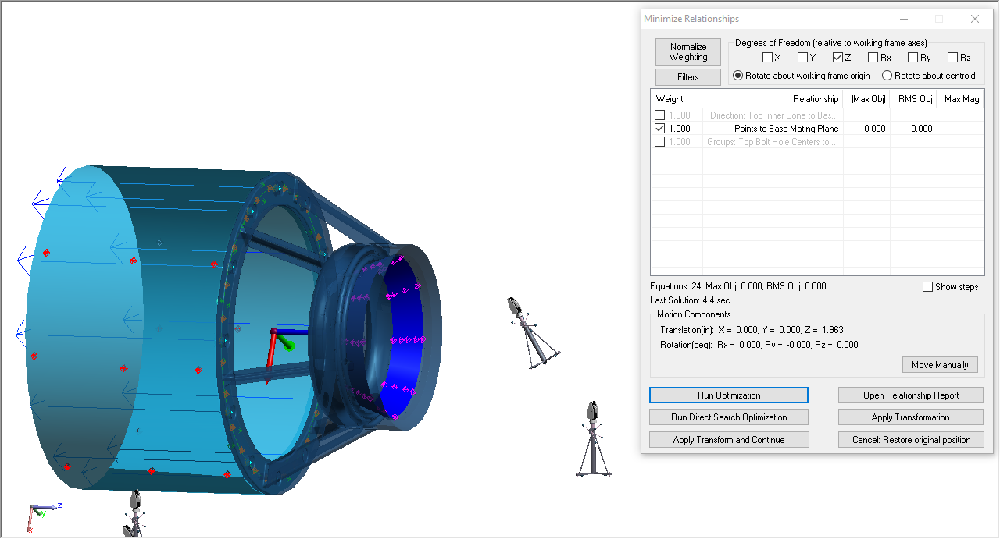 Minimize Relationships
Normalize Weighting
Filters
Degrees of Freedom (relative to working frame axes)
X Y Z Rx Ry Rz
Rotate about working frame origin Rotate about centroid
Weight Relationship |Max Obj| RMS Obj Max Mag
1.000 Direction: Top Inner Cone to Bas...
1.000 Points to Base Mating Plane 0.000 0.000
1.000 Groups: Top Bolt Hole Centers to ...
Equations: 24, Max Obj: 0.000, RMS Obj: 0.000
Show steps
Last Solution: 4.4 sec
Motion Components
Translation(in): X = 0.000, Y = 0.000, Z = 1.963
Rotation(deg): Rx = 0.000, Ry = -0.000, Rz = 0.000
Move Manually
Run Optimization
Open Relationship Report
Run Direct Search Optimization
Apply Transformation
Apply Transform and Continue
Cancel: Restore original position
Z
Y
X